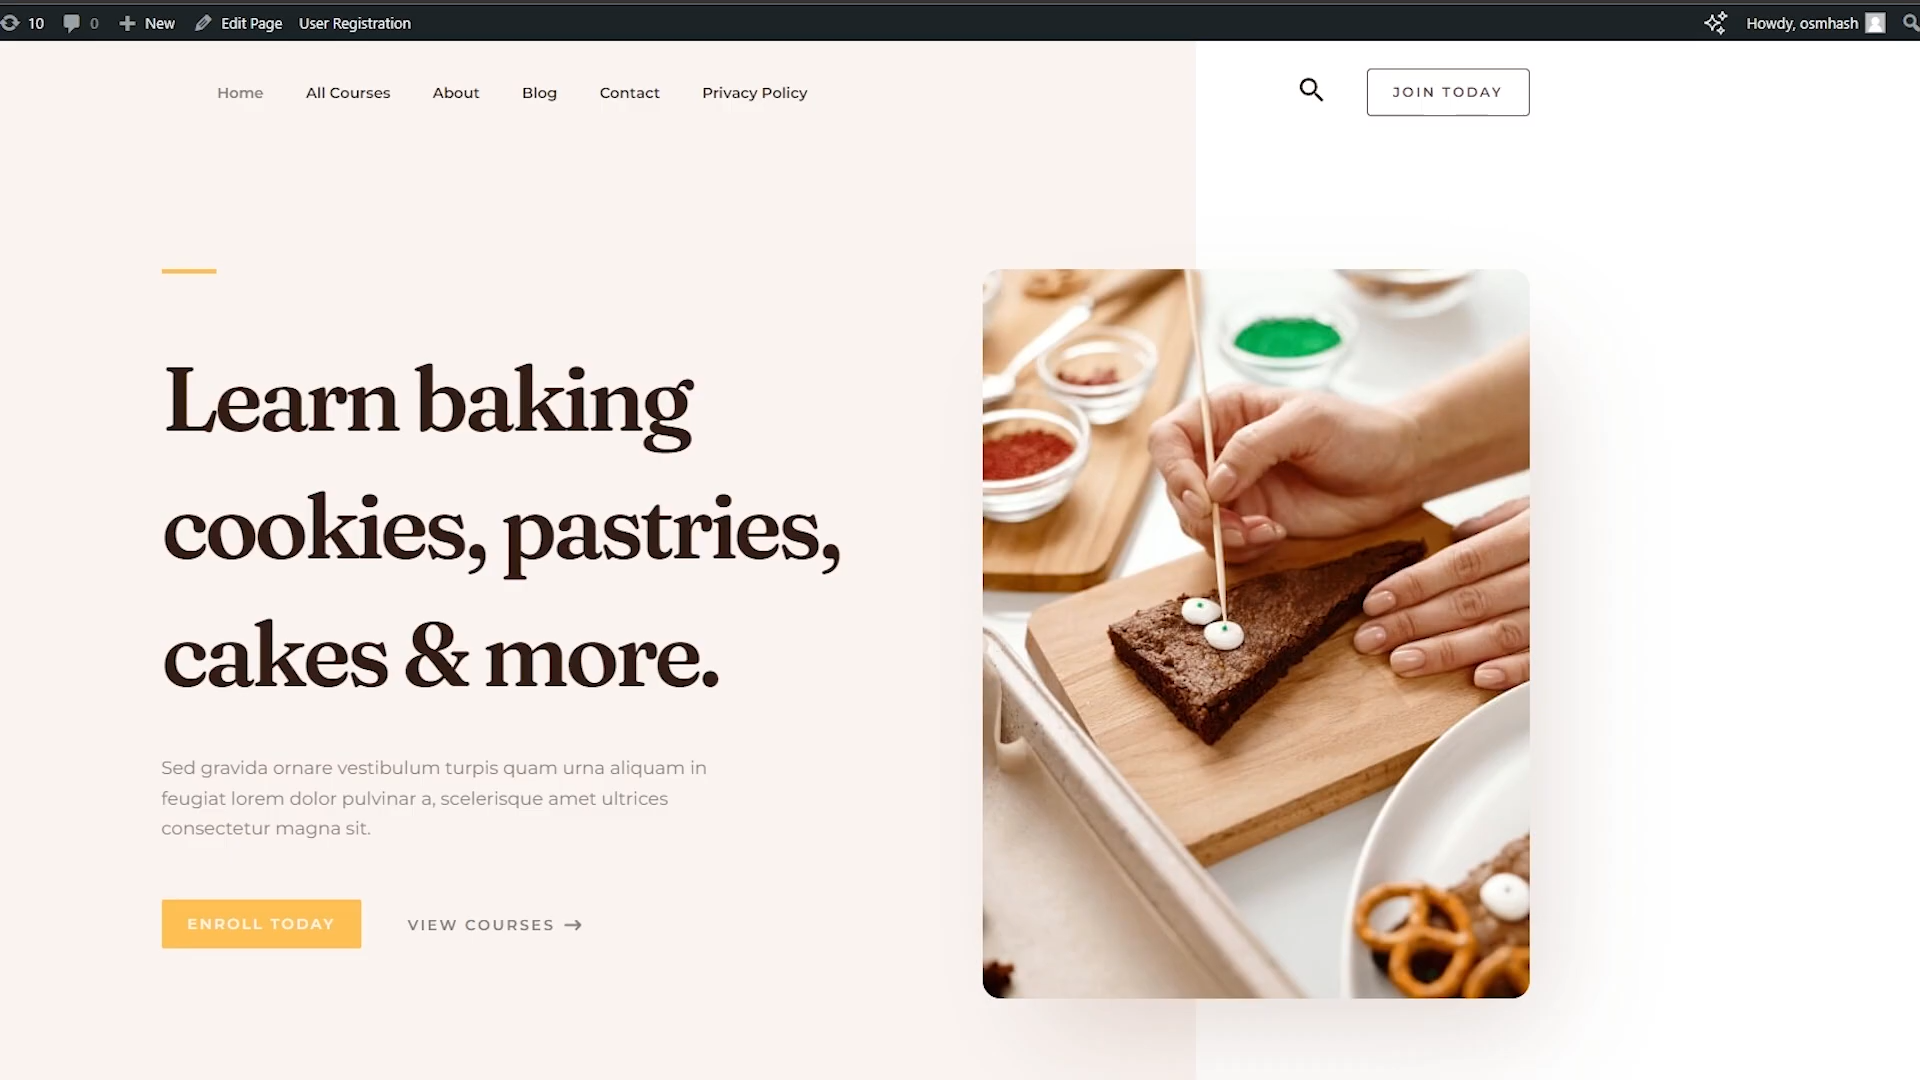 10 0 New Edit Page User Registration Howdy, osmhash
Home All Courses About Blog Contact Privacy Policy JOIN TODAY
Learn baking
cookies, pastries,
cakes & more.
Sed gravida ornare vestibulum turpis quam urna aliquam in
feugiat lorem dolor pulvinar a, scelerisque amet ultrices
consectetur magna sit.
ENROLL TODAY VIEW COURSES →